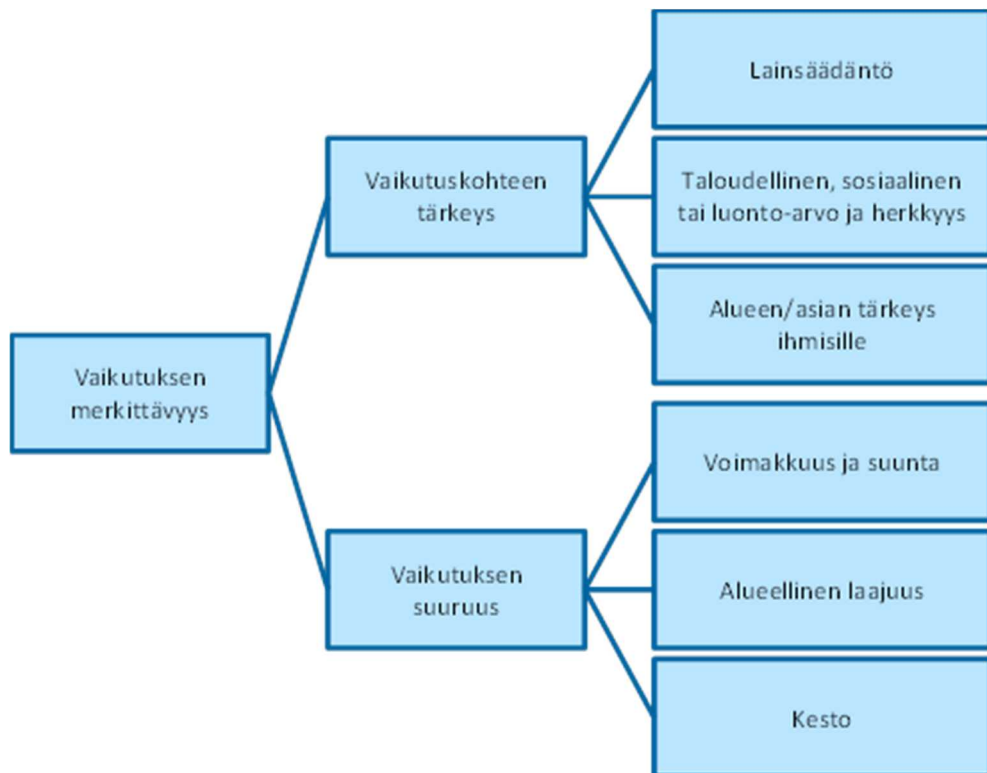 Vaikutuksen
merkittävyys
Vaikutuskohteen
tärkeys
Lainsäädäntö
Taloudellinen, sosiaalinen
tai luonto-arvo ja herkkyys
Alueen/asian tärkeys
ihmisille
Vaikutuksen
suuruus
Voimakkuus ja suunta
Alueellinen laajuus
Kesto